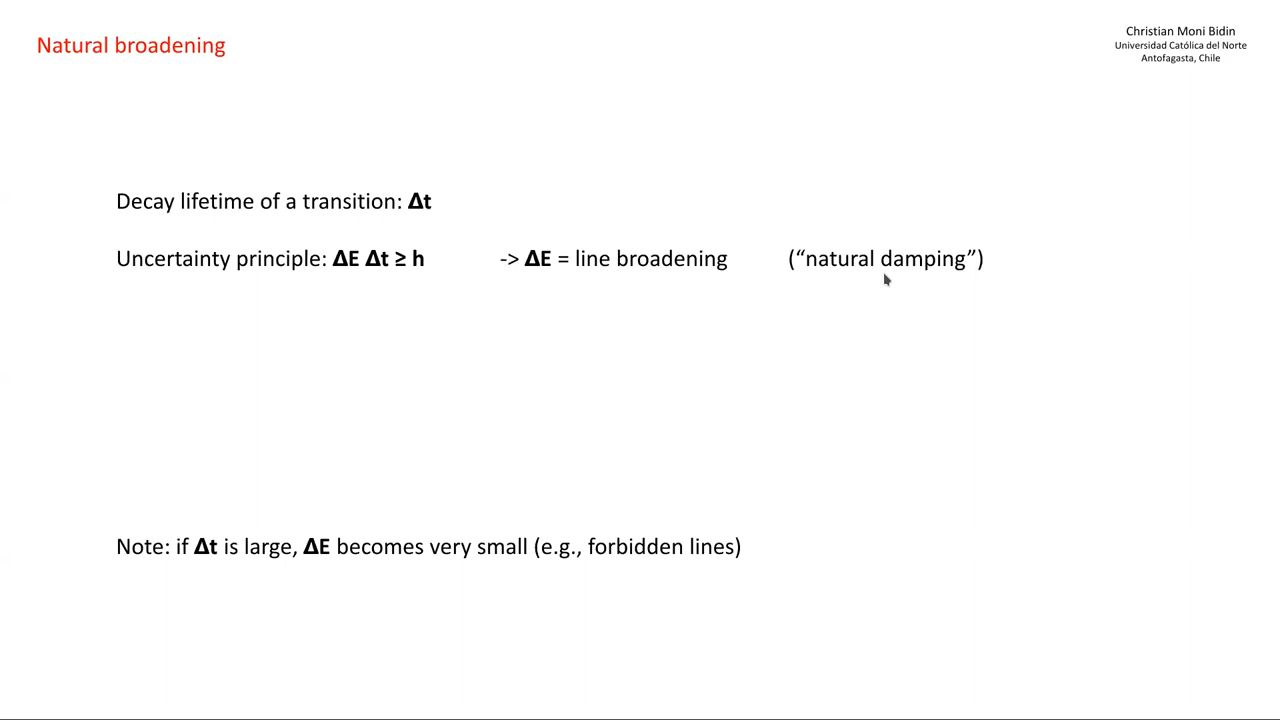 Natural broadening
Christian Moni Bidin
Universidad Católica del Norte
Antofagasta, Chile
Decay lifetime of a transition: Δt
Uncertainty principle: ΔE Δt ≥ h -> ΔE = line broadening (“natural damping”)
Note: if Δt is large, ΔE becomes very small (e.g., forbidden lines)